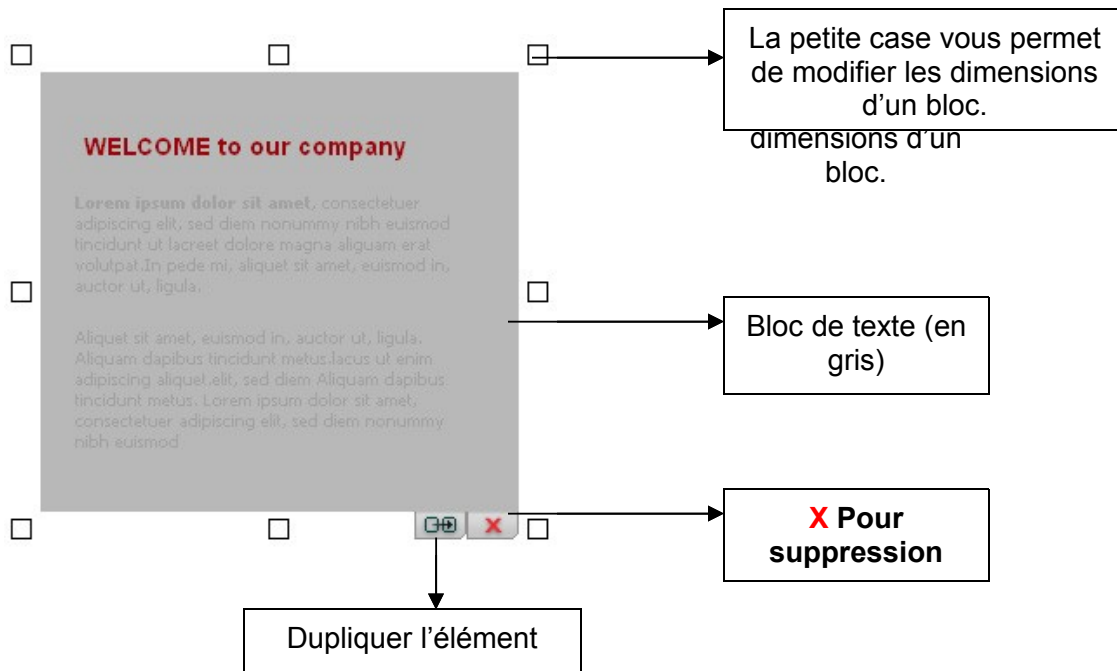 La petite case vous permet
de modifier les dimensions
d’un bloc.
dimensions d’un
bloc.
WELCOME to our company
Lorem ipsum dolor sit amet, consectetuer
adipiscing elit, sed diem nonummy nibh euismod
tincidunt ut lacreet dolore magna aliguam erat
volutpat.In pede mi, aliquet sit amet, euismod in,
auctor ut, ligula.
Aliquet sit amet, euismod in, auctor ut, ligula.
Aliquam dapibus tincidunt metus.lacus ut enim
adipiscing aliquet.elit, sed diem Aliquam dapibus
tincidunt metus. Lorem ipsum dolor sit amet,
consectetuer adipiscing elit, sed diem nonummy
nibh euismod
Bloc de texte (en
gris)
X Pour
suppression
Dupliquer l’élément